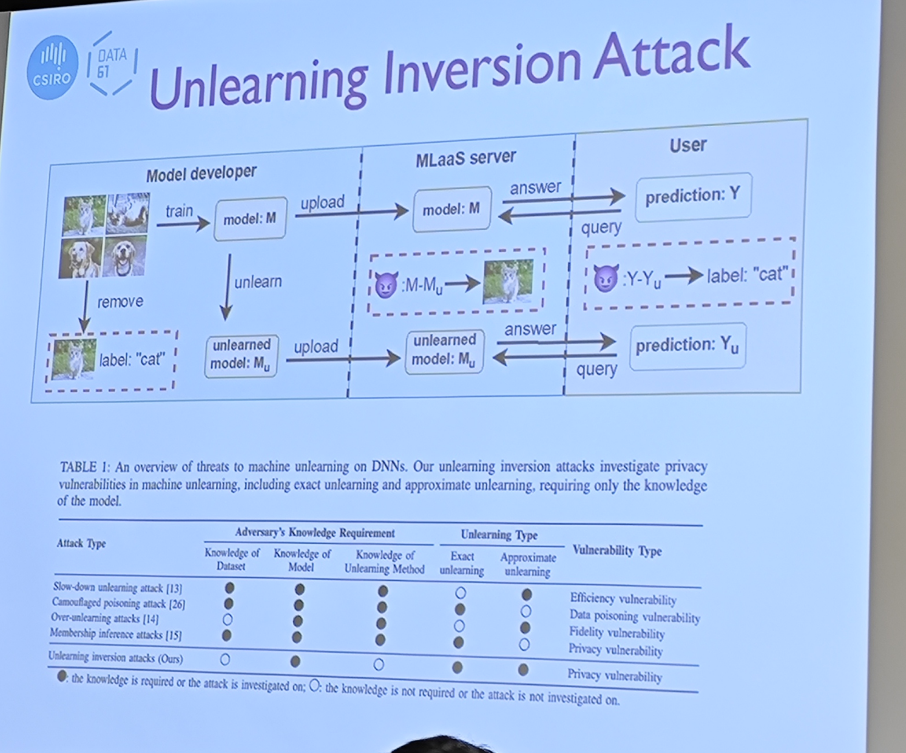 CSIRO
DATA
61
Unlearning Inversion Attack
Model developer
MLaaS server
User
train
model: M
upload
model: M
answer
query
prediction: Y
remove
unlearn
:M-Mu
:Y-Yu
label: "cat"
label: "cat"
unlearned
model: Mu
upload
unlearned
model: Mu
answer
query
prediction: Yu
TABLE 1: An overview of threats to machine unlearning on DNNs. Our unlearning inversion attacks investigate privacy
vulnerabilities in machine unlearning, including exact unlearning and approximate unlearning, requiring only the knowledge
of the model.
Attack Type
Adversary's Knowledge Requirement
Unlearning Type
Vulnerability Type
Knowledge of
Dataset
Knowledge of
Model
Knowledge of
Unlearning Method
Exact
unlearning
Approximate
unlearning
Slow-down unlearning attack [13] ● ● ● ○ ● Efficiency vulnerability
Camouflaged poisoning attack [26] ● ● ● ● ○ Data poisoning vulnerability
Over-unlearning attacks [14] ○ ● ● ○ ● Fidelity vulnerability
Membership inference attacks [15] ● ● ● ● ○ Privacy vulnerability
Unlearning inversion attacks (Ours) ○ ● ○ ● ● Privacy vulnerability
●: the knowledge is required or the attack is investigated on; ○: the knowledge is not required or the attack is not investigated on.